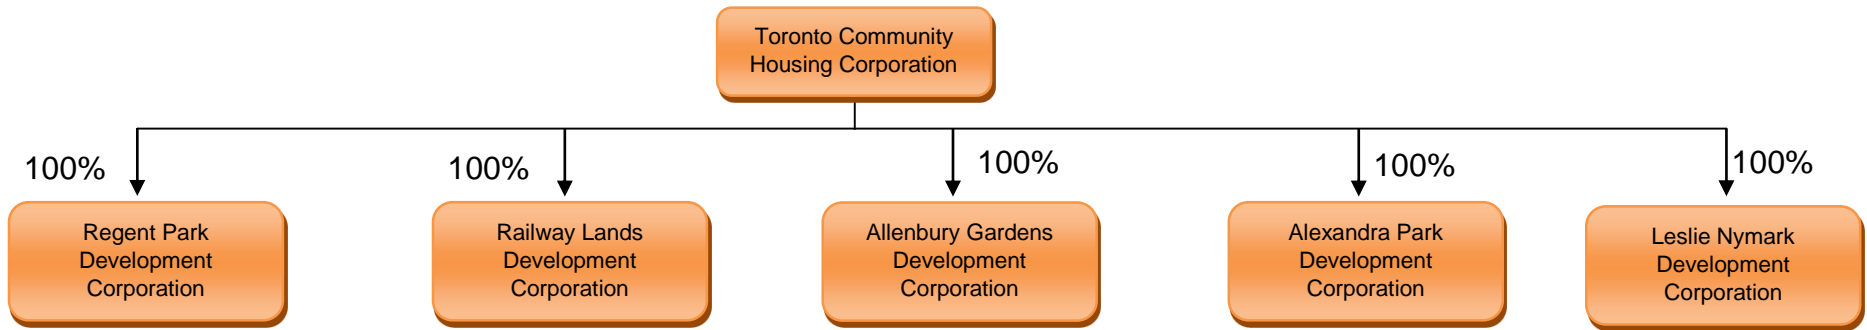 Toronto Community
Housing Corporation
100%
100%
100%
100%
100%
Regent Park
Development
Corporation
Railway Lands
Development
Corporation
Allenbury Gardens
Development
Corporation
Alexandra Park
Development
Corporation
Leslie Nymark
Development
Corporation